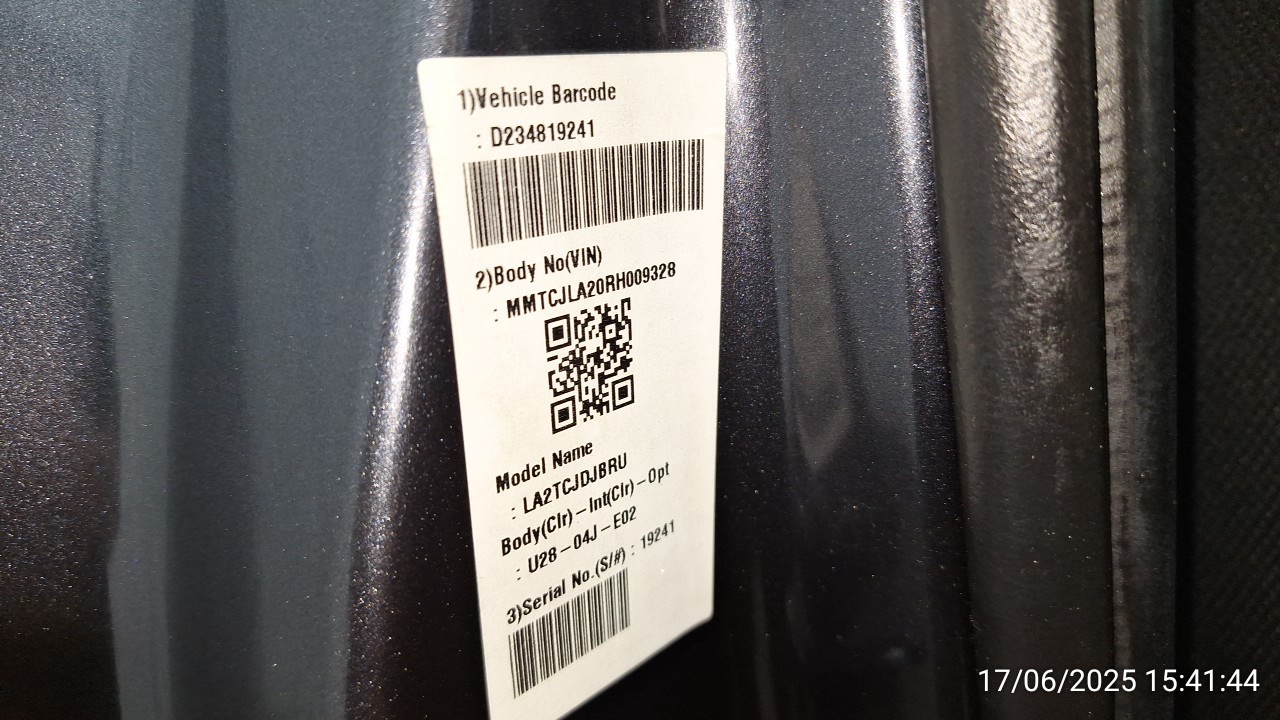 1)Vehicle Barcode
: D234819241
2)Body No(VIN)
: MMTCJLA20RH009328
Model Name
: LA2TCJDJBRU
Body(Clr)-Int(Clr)-Opt
: U28-04J-E02
3)Serial No.(S/#) : 19241
17/06/2025 15:41:44